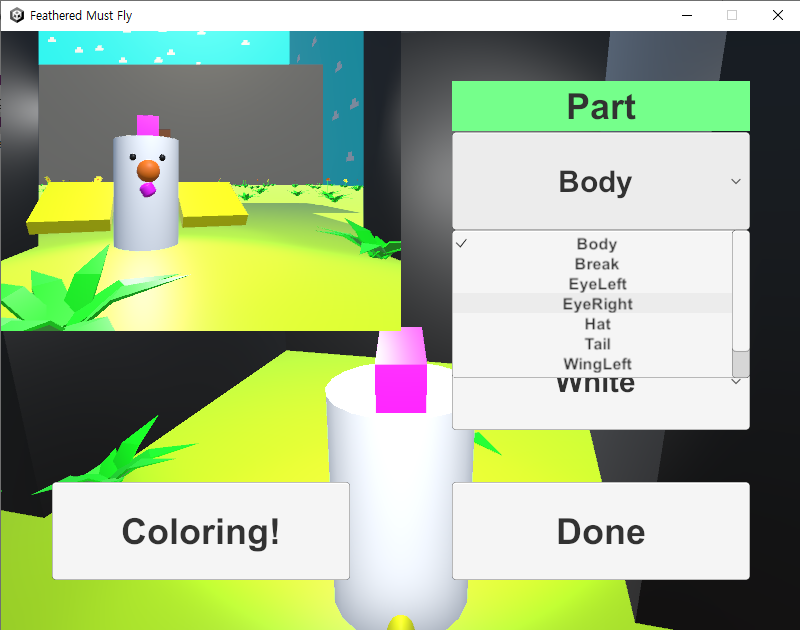 Feathered Must Fly
Part
Body
Body
Break
EyeLeft
EyeRight
Hat
Tail
WingLeft
White
Coloring!
Done